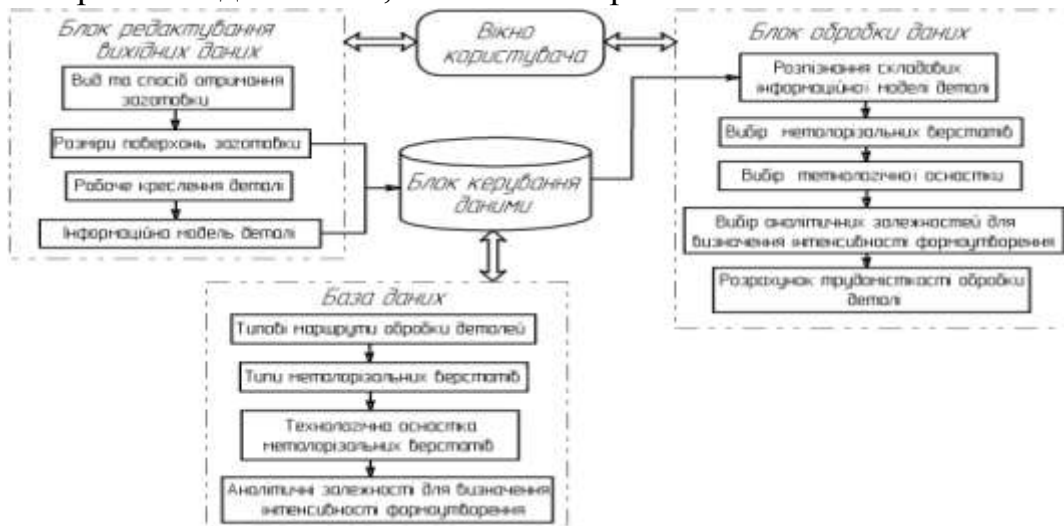 Блок редактування
вихідних даних
Вид та спосіб отримання
заготовки
Розміри поверхонь заготовки
Робоче креслення деталі
Інформаційна модель деталі
Вікно
користувача
Блок керування
даними
База даних
Типові маршрути обробки деталей
Типи металорізальних верстатів
Технологічна оснастка
металорізальних верстатів
Аналітичні залежності для визначення
інтенсивності формоутворення
Блок обробки даних
Розпізнання складових
інформаційної моделі деталі
Вибір металорізальних верстатів
Вибір технологічної оснастки
Вибір аналітичних залежностей для
визначення інтенсивності формоутворення
Розрахунок трудомісткості обробки
деталі